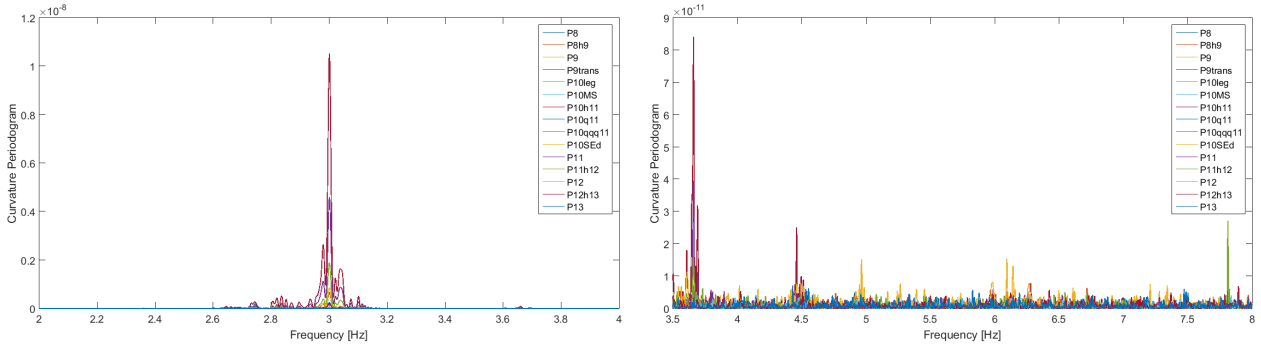 ×10^-8
1.2
1
0.8
0.6
0.4
0.2
0
Curvature Periodogram
2 2.2 2.4 2.6 2.8 3 3.2 3.4 3.6 3.8 4
Frequency [Hz]
P8
P8h9
P9
P9trans
P10leg
P10MS
P10h11
P10q11
P10qqq11
P10SEd
P11
P11h12
P12
P12h13
P13
×10^-11
9
8
7
6
5
4
3
2
1
0
Curvature Periodogram
3.5 4 4.5 5 5.5 6 6.5 7 7.5 8
Frequency [Hz]
P8
P8h9
P9
P9trans
P10leg
P10MS
P10h11
P10q11
P10qqq11
P10SEd
P11
P11h12
P12
P12h13
P13